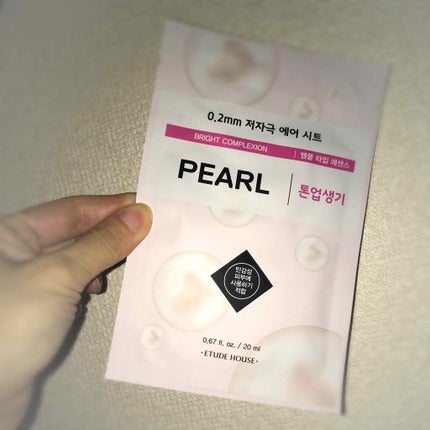 0.2mm 저자극 에어 시트
BRIGHT COMPLEXION | 앰플 타입 에센스
PEARL | 톤업생기
민감성
피부에
사용하기
적합
0.67 fl. oz. / 20 ml
·ETUDE HOUSE·